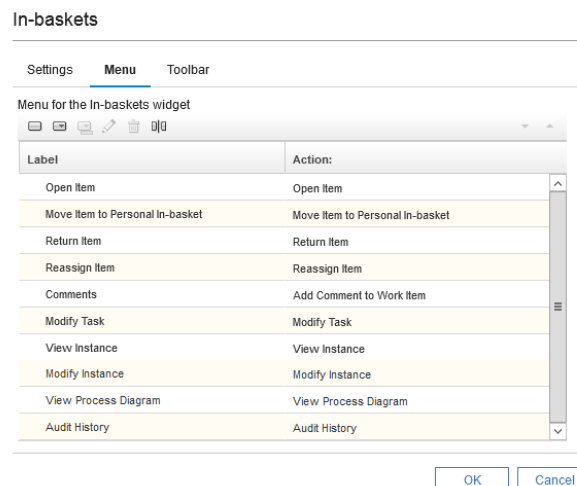 In-baskets
Settings Menu Toolbar
Menu for the In-baskets widget
Label Action:
Open Item Open Item
Move Item to Personal In-basket Move Item to Personal In-basket
Return Item Return Item
Reassign Item Reassign Item
Comments Add Comment to Work Item
Modify Task Modify Task
View Instance View Instance
Modify Instance Modify Instance
View Process Diagram View Process Diagram
Audit History Audit History
OK Cancel